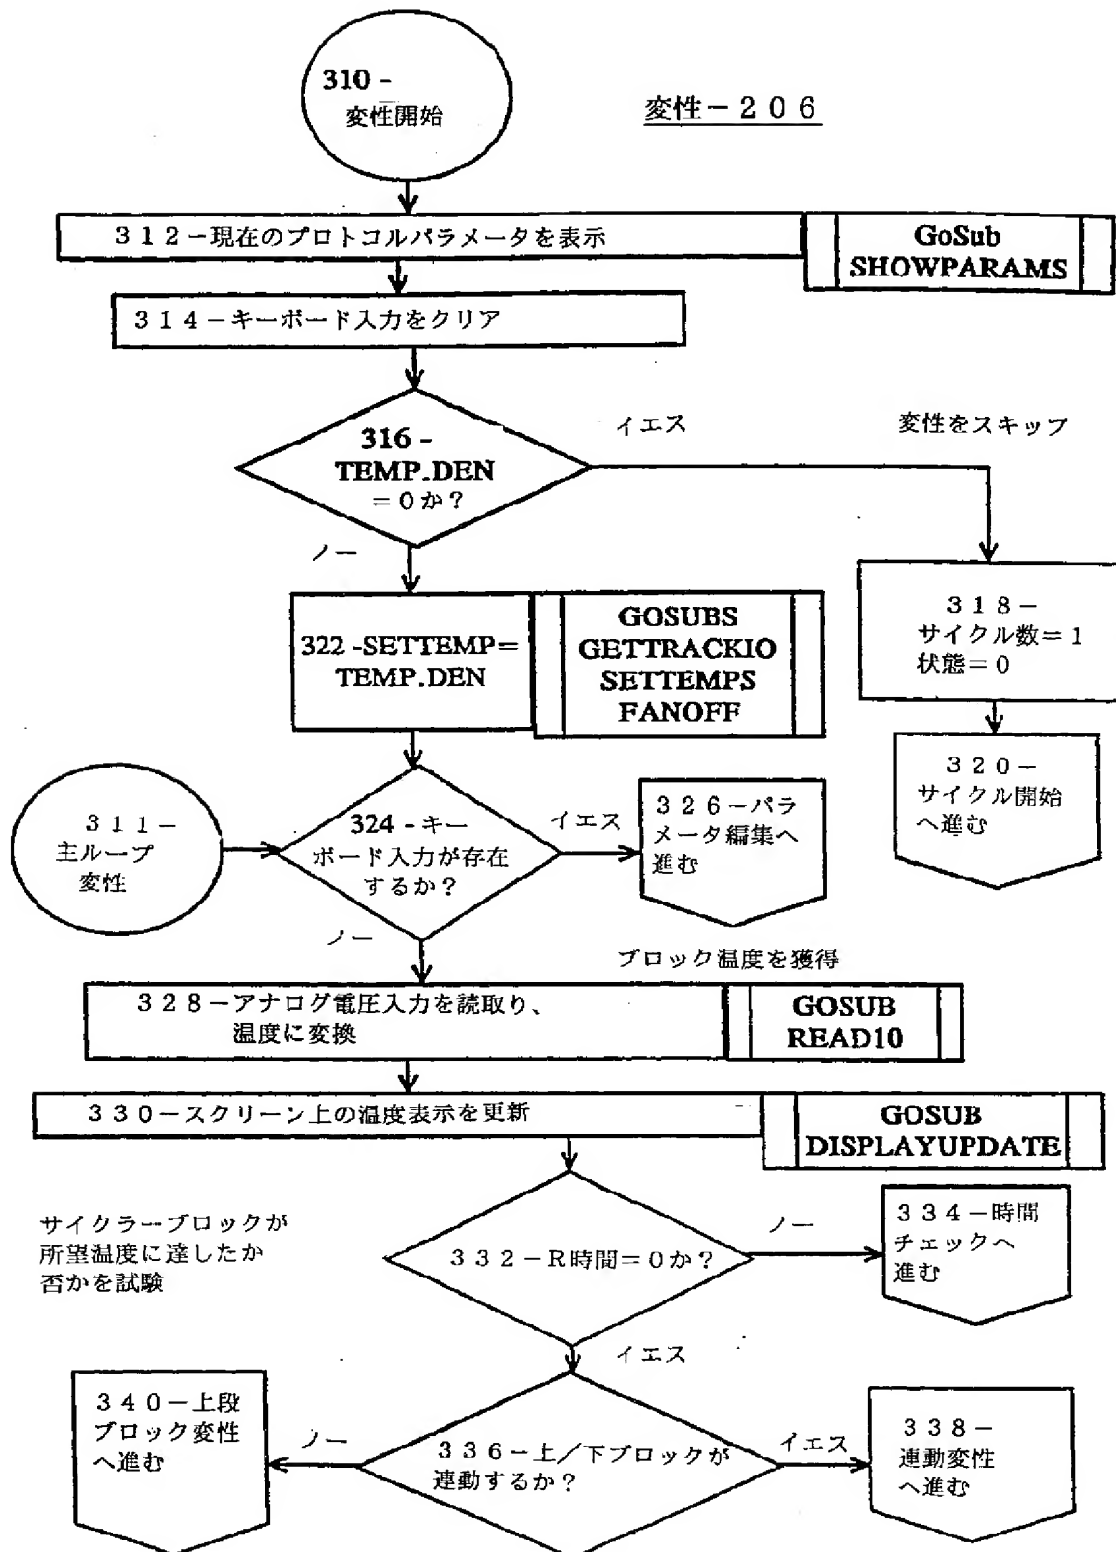 310 -
変性開始
変性－２０６
３１２－現在のプロトコルパラメータを表示
GoSub
SHOWPARAMS
３１４－キーボード入力をクリア
316 -
TEMP.DEN
＝０か？
イエス
変性をスキップ
ノー
322 -SETTEMP=
TEMP.DEN
GOSUBS
GETTRACKIO
SETTEMPS
FANOFF
３１８－
サイクル数＝１
状態＝０
３２０－
サイクル開始
へ進む
３１１－
主ループ
変性
324 -キー
ボード入力が存在
するか？
イエス
３２６－パラ
メータ編集へ
進む
ノー
ブロック温度を獲得
３２８－アナログ電圧入力を読取り、
温度に変換
GOSUB
READ10
３３０－スクリーン上の温度表示を更新
GOSUB
DISPLAYUPDATE
サイクラーブロックが
所望温度に達したか
否かを試験
３３２－R時間＝０か？
ノー
３３４－時間
チェックへ
進む
イエス
３４０－上段
ブロック変性
へ進む
ノー
３３６－上／下ブロックが
連動するか？
イエス
３３８－
連動変性
へ進む